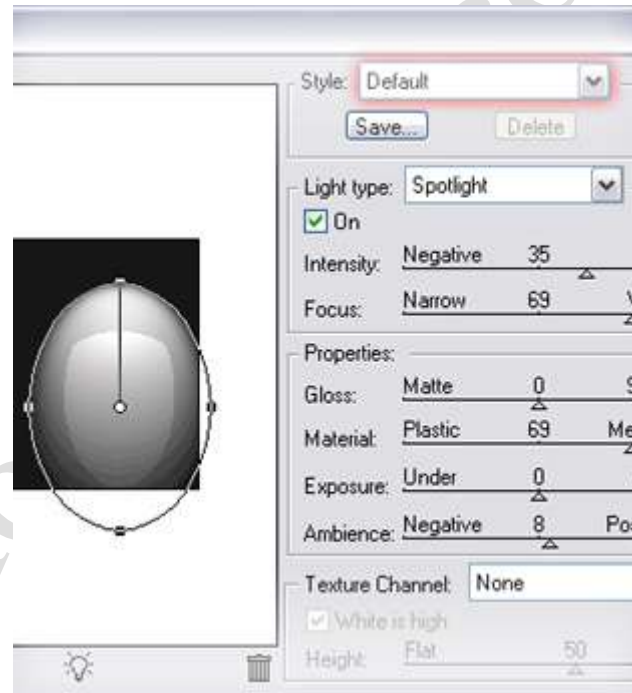 Style: Default
Save... Delete
Light type: Spotlight
On
Intensity: Negative 35
Focus: Narrow 69
Properties:
Gloss: Matte 0
Material: Plastic 69
Exposure: Under 0
Ambience: Negative 8
Texture Channel: None
White is high
Height: Flat 50